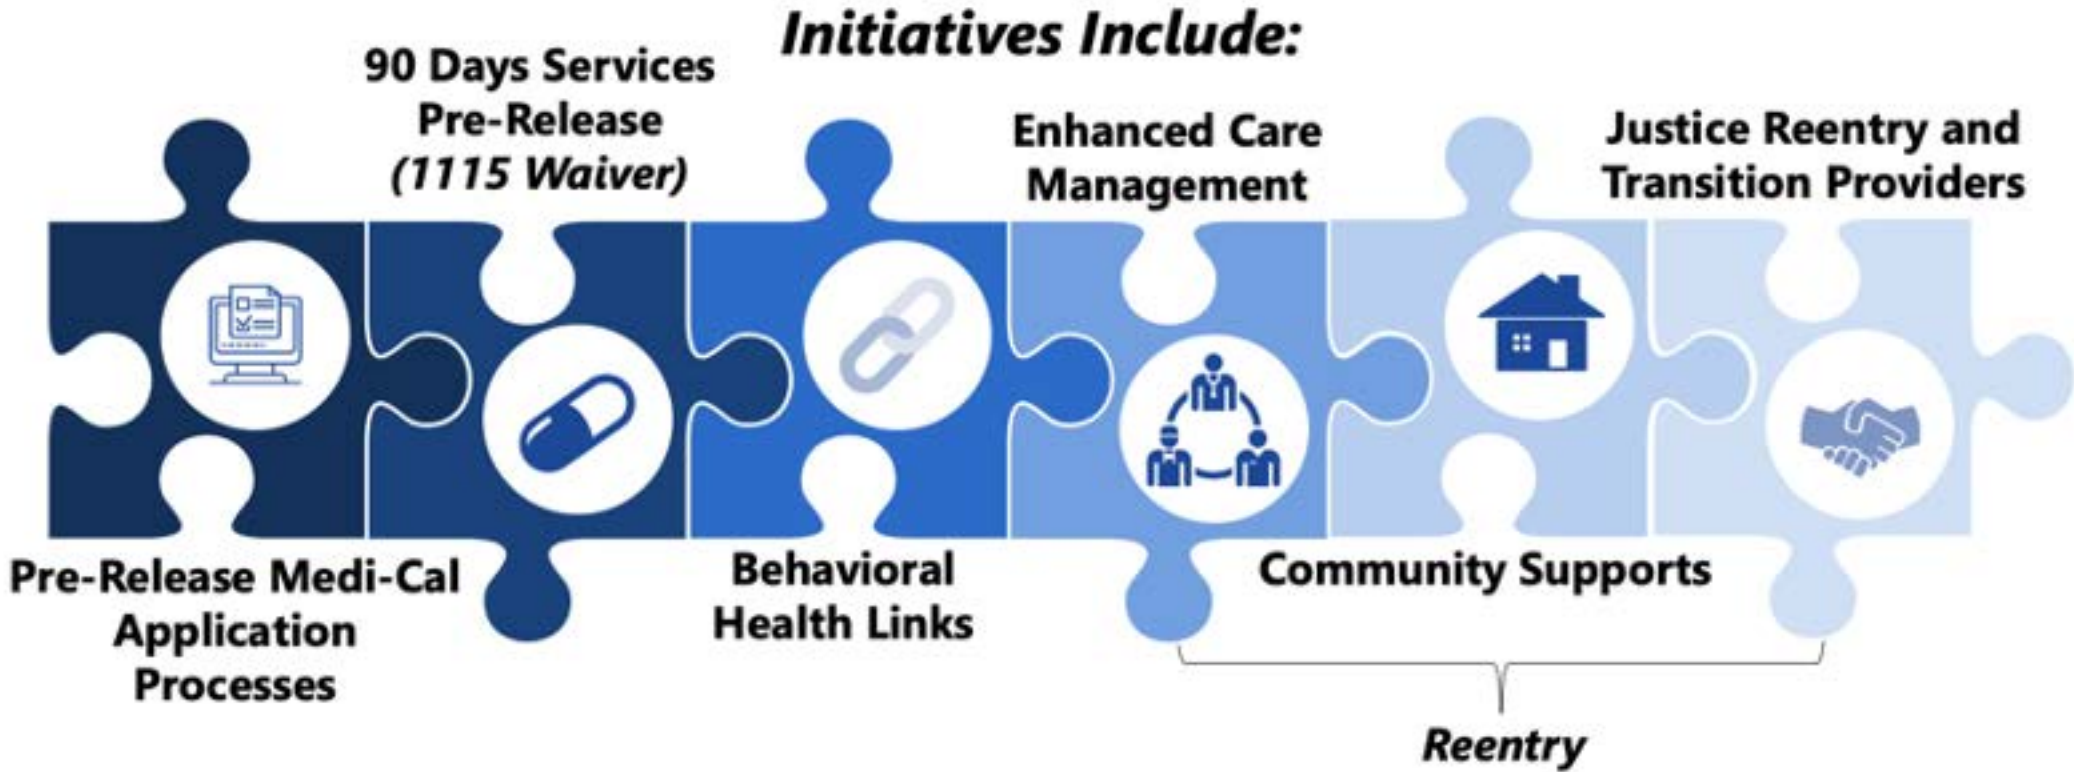 Initiatives Include:
90 Days Services
Pre-Release
(1115 Waiver)
Enhanced Care
Management
Justice Reentry and
Transition Providers
Pre-Release Medi-Cal
Application
Processes
Behavioral
Health Links
Community Supports
Reentry